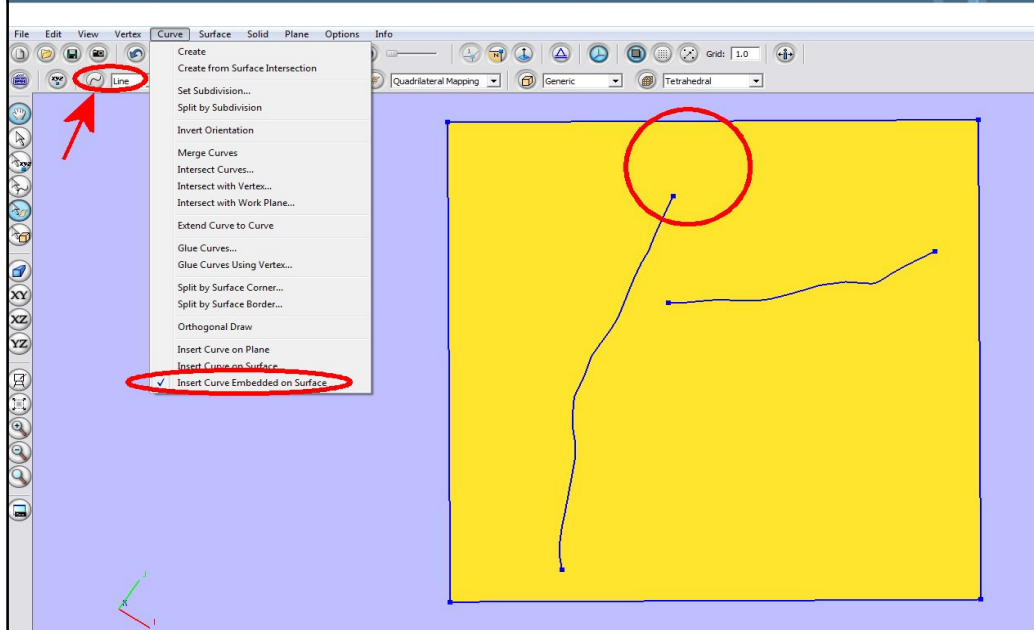 File Edit View Vertex Curve Surface Solid Plane Options Info
Grid: 1.0
Line
Quadrilateral Mapping
Generic
Tetrahedral
Create
Create from Surface Intersection
Set Subdivision...
Split by Subdivision
Invert Orientation
Merge Curves
Intersect Curves...
Intersect with Vertex...
Intersect with Work Plane...
Extend Curve to Curve
Glue Curves...
Glue Curves Using Vertex...
Split by Surface Corner...
Split by Surface Border...
Orthogonal Draw
Insert Curve on Plane
Insert Curve on Surface
Insert Curve Embedded on Surface
XY
XZ
YZ